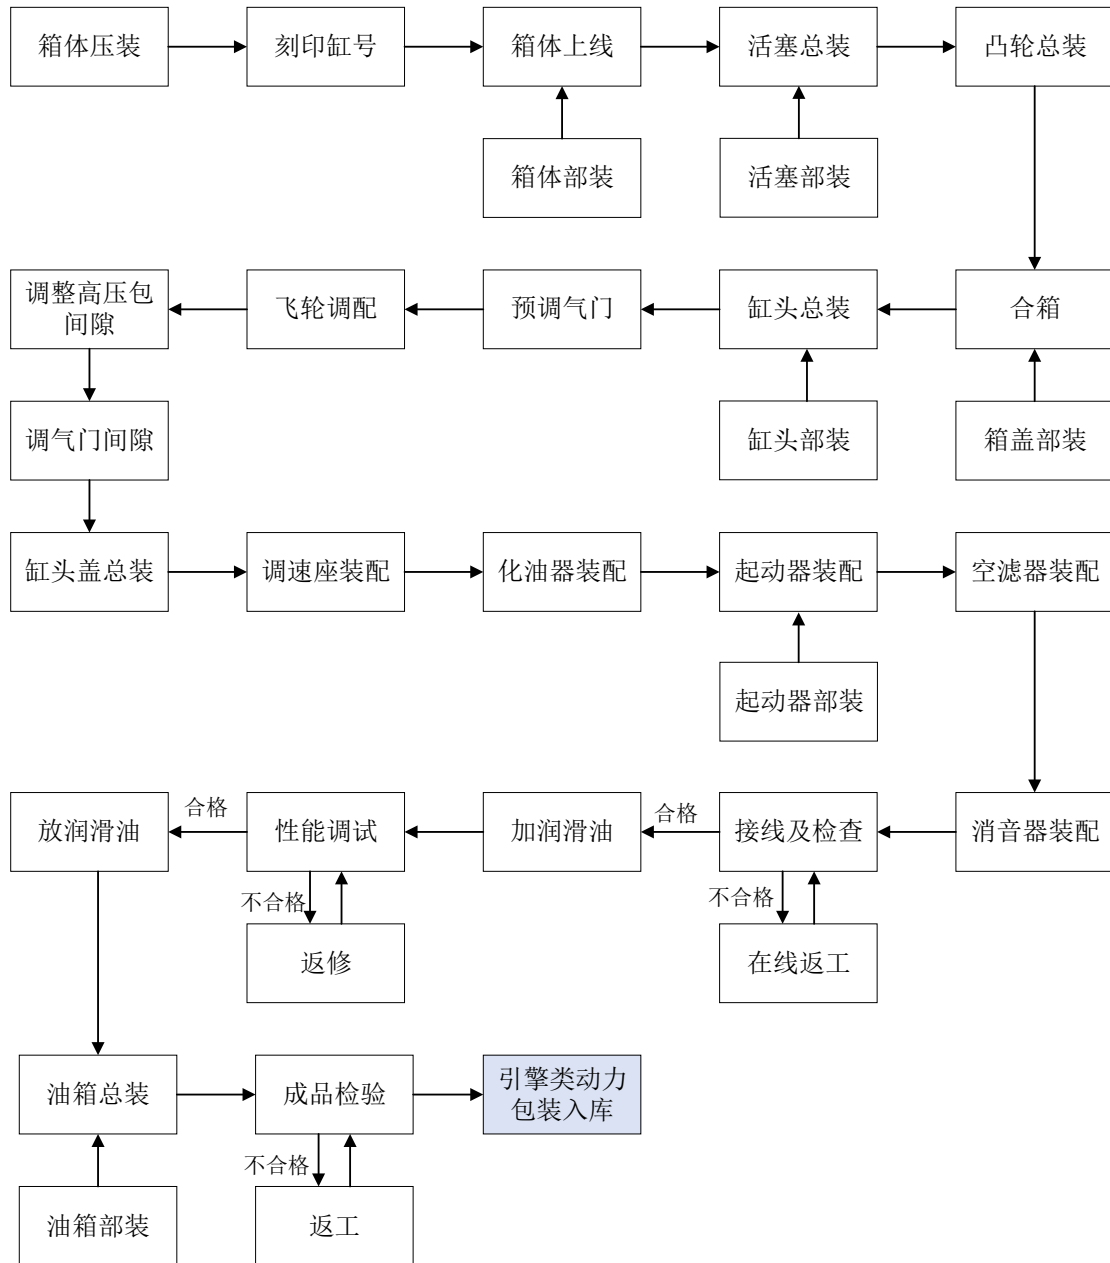 箱体压装
刻印缸号
箱体上线
活塞总装
凸轮总装
箱体部装
活塞部装
调整高压包
间隙
飞轮调配
预调气门
缸头总装
合箱
调气门间隙
缸头部装
箱盖部装
缸头盖总装
调速座装配
化油器装配
起动器装配
空滤器装配
起动器部装
放润滑油
合格
性能调试
加润滑油
合格
接线及检查
消音器装配
不合格
不合格
返修
在线返工
油箱总装
成品检验
引擎类动力
包装入库
不合格
油箱部装
返工